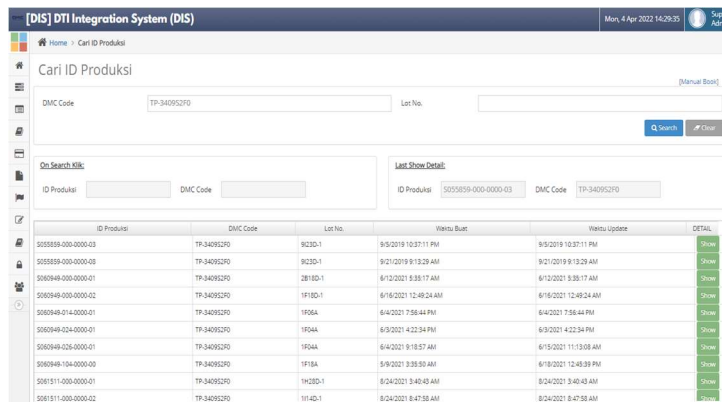 [DIS] DTI Integration System (DIS)
Mon, 4 Apr 2022 14:29:35
Home > Cari ID Produksi
Cari ID Produksi
[Manual Book]
DMC Code TP-3409S2F0 Lot No.
Search Clear
On Search Klik: Last Show Detail:
ID Produksi DMC Code ID Produksi S055859-000-0000-03 DMC Code TP-3409S2F0
ID Produksi DMC Code Lot No. Waktu Buat Waktu Update DETAIL
S055859-000-0000-03 TP-3409S2F0 9I23D-1 9/5/2019 10:37:11 PM 9/5/2019 10:37:11 PM Show
S055859-000-0000-08 TP-3409S2F0 9I23D-1 9/21/2019 9:13:29 AM 9/21/2019 9:13:29 AM Show
S060949-000-0000-01 TP-3409S2F0 2B18D-1 6/12/2021 5:35:17 AM 6/12/2021 5:35:17 AM Show
S060949-000-0000-02 TP-3409S2F0 1F18D-1 6/16/2021 12:49:24 AM 6/16/2021 12:49:24 AM Show
S060949-014-0000-01 TP-3409S2F0 1F06A 6/4/2021 7:56:44 PM 6/4/2021 7:56:44 PM Show
S060949-024-0000-01 TP-3409S2F0 1F04A 6/3/2021 4:22:34 PM 6/3/2021 4:22:34 PM Show
S060949-026-0000-01 TP-3409S2F0 1F04A 6/4/2021 9:18:57 AM 6/15/2021 11:13:08 AM Show
S060949-104-0000-00 TP-3409S2F0 1F18A 5/9/2021 3:35:50 AM 6/18/2021 12:45:39 PM Show
S061511-000-0000-01 TP-3409S2F0 1H28D-1 8/24/2021 3:40:43 AM 8/24/2021 3:40:43 AM Show
S061511-000-0000-02 TP-3409S2F0 1I14D-1 8/24/2021 8:47:58 AM 8/24/2021 8:47:58 AM Show